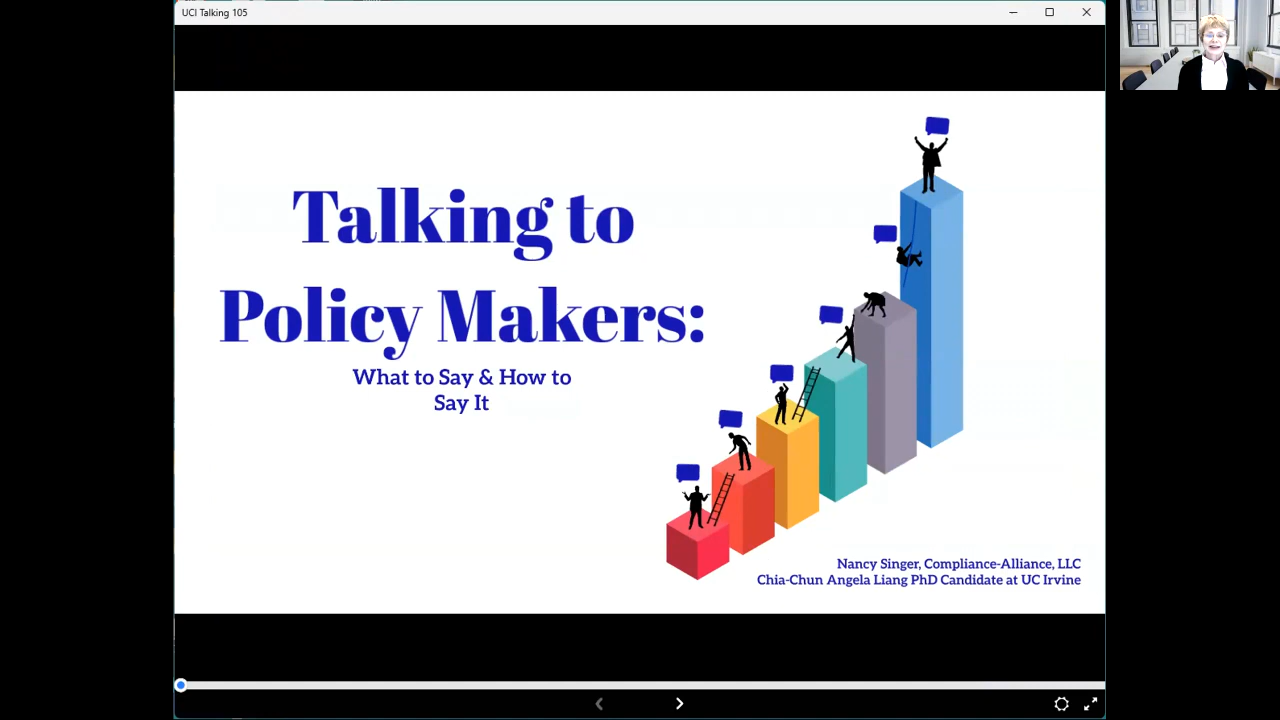 UCI Talking 105
Talking to
Policy Makers:
What to Say & How to
Say It
Nancy Singer, Compliance-Alliance, LLC
Chia-Chun Angela Liang PhD Candidate at UC Irvine